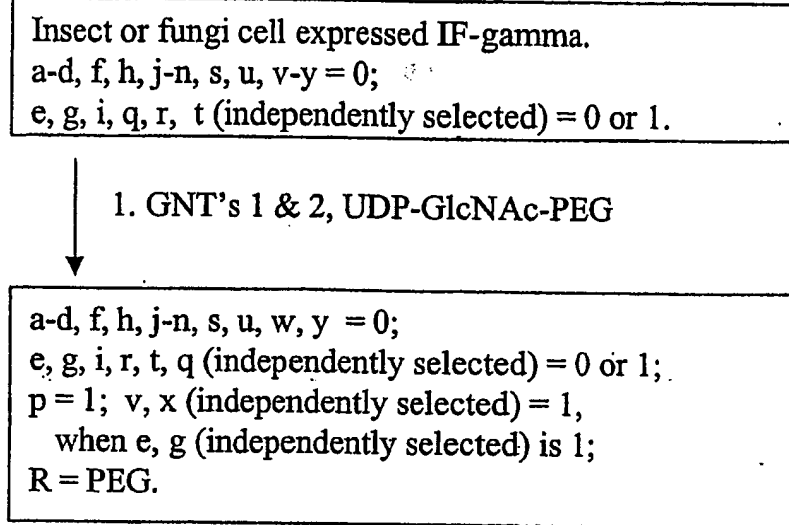 Insect or fungi cell expressed IF-gamma.
a-d, f, h, j-n, s, u, v-y = 0;
e, g, i, q, r, t (independently selected) = 0 or 1.
1. GNT's 1 & 2, UDP-GlcNAc-PEG
a-d, f, h, j-n, s, u, w, y = 0;
e, g, i, r, t, q (independently selected) = 0 or 1;
p = 1; v, x (independently selected) = 1,
when e, g (independently selected) is 1;
R = PEG.